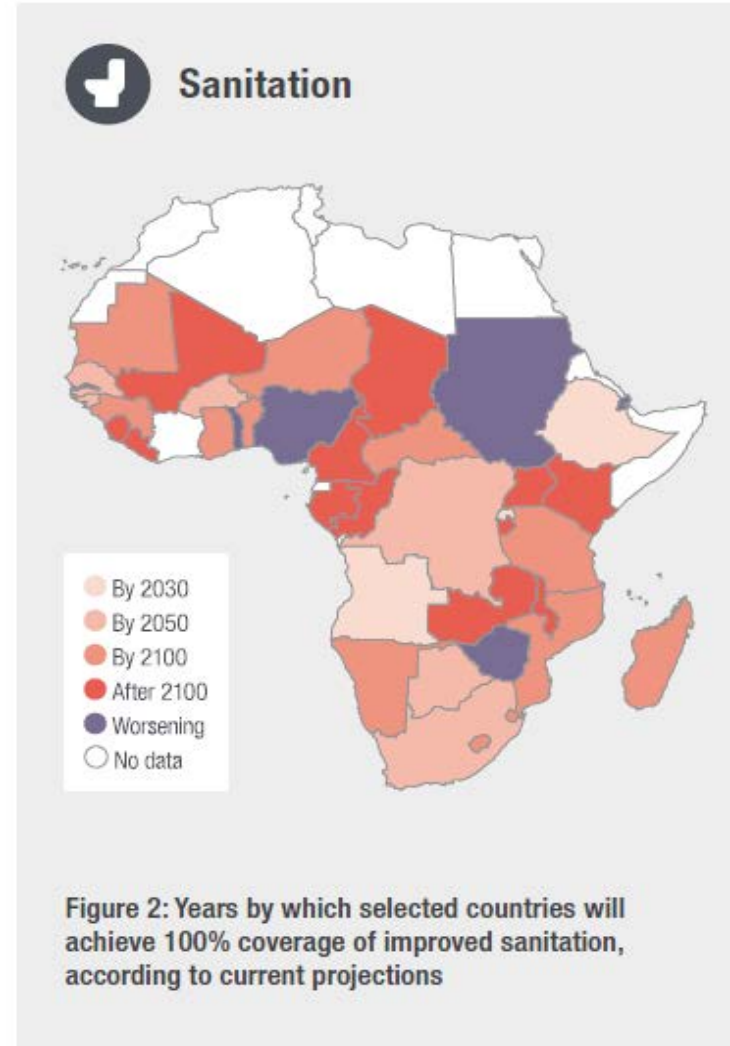 Sanitation
By 2030
By 2050
By 2100
After 2100
Worsening
No data
Figure 2: Years by which selected countries will
achieve 100% coverage of improved sanitation,
according to current projections